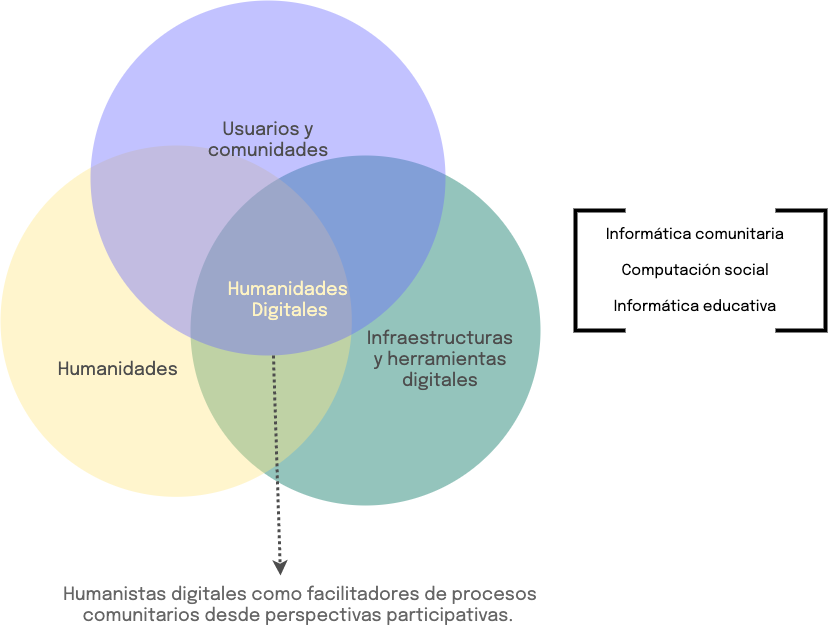 Usuarios y
comunidades
Humanidades
Digitales
Infraestructuras
y herramientas
digitales
Humanidades
Informática comunitaria
Computación social
Informática educativa
Humanistas digitales como facilitadores de procesos
comunitarios desde perspectivas participativas.